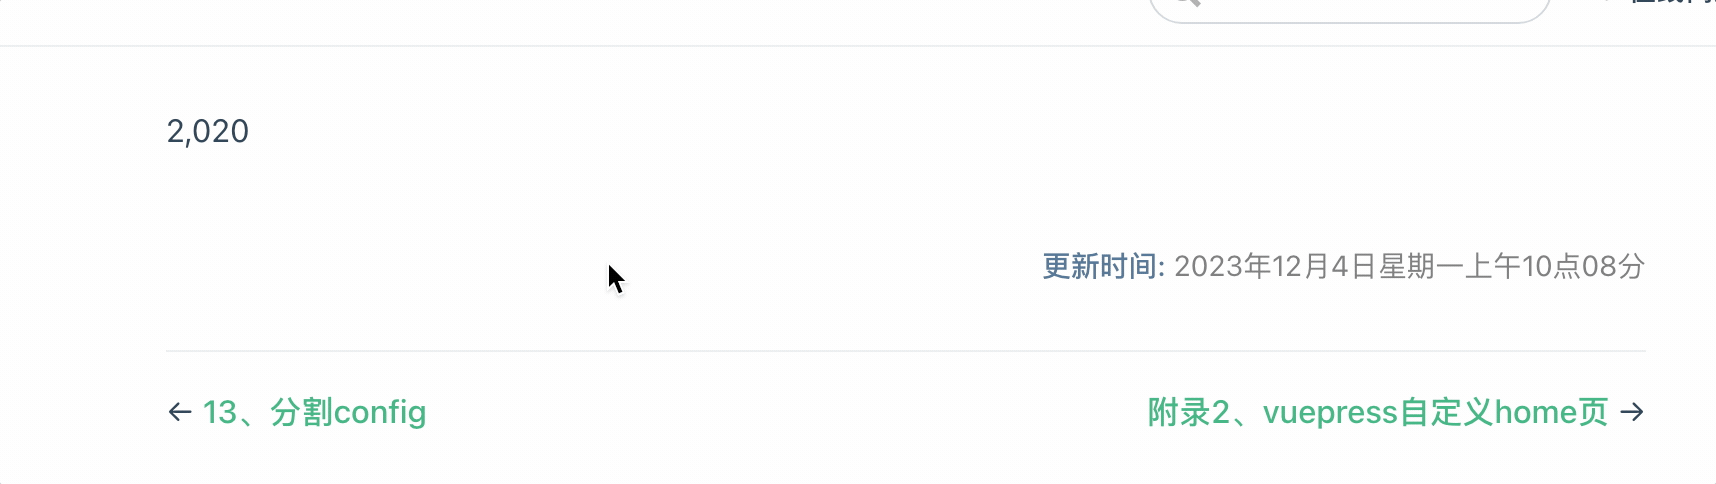 2,020
更新时间: 2023年12月4日星期一上午10点08分
← 13、分割config
附录2、vuepress自定义home页 →